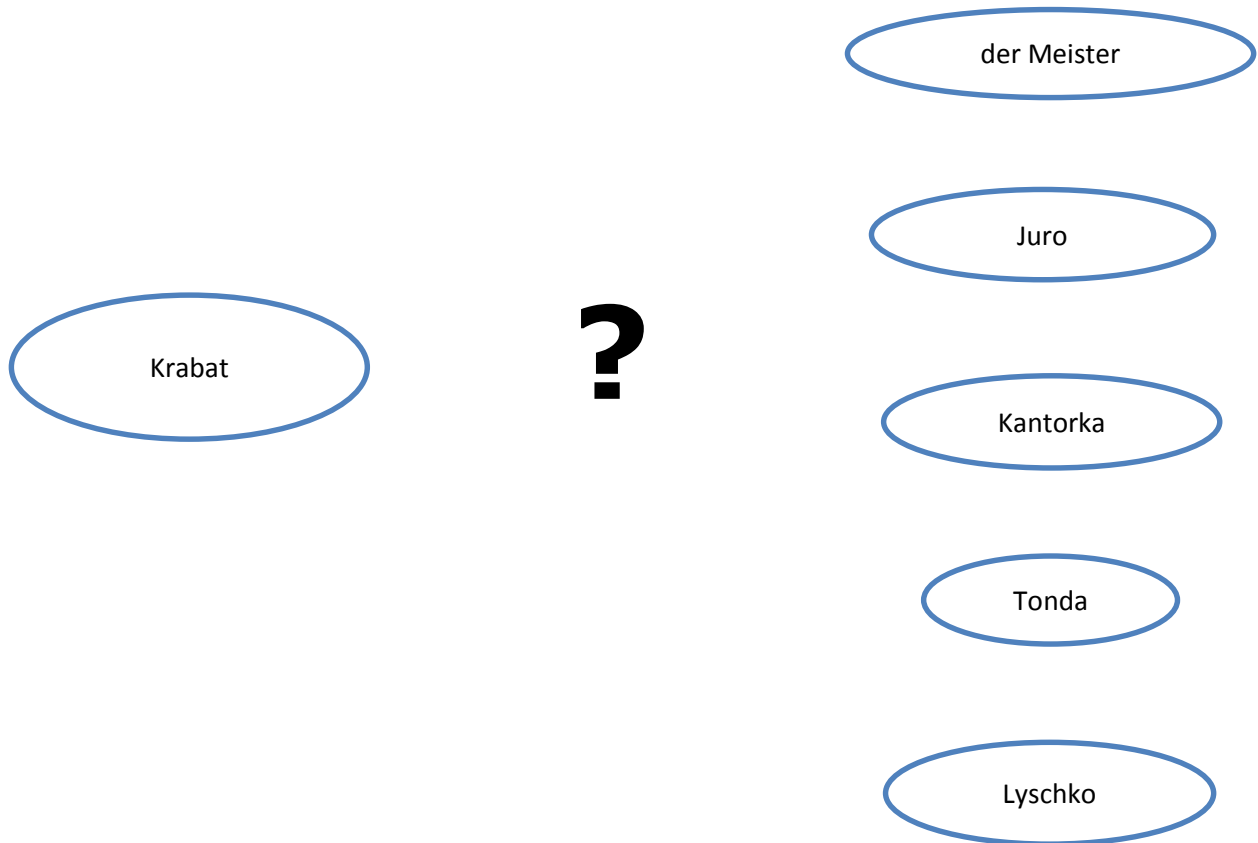 der Meister
Juro
Krabat
?
Kantorka
Tonda
Lyschko